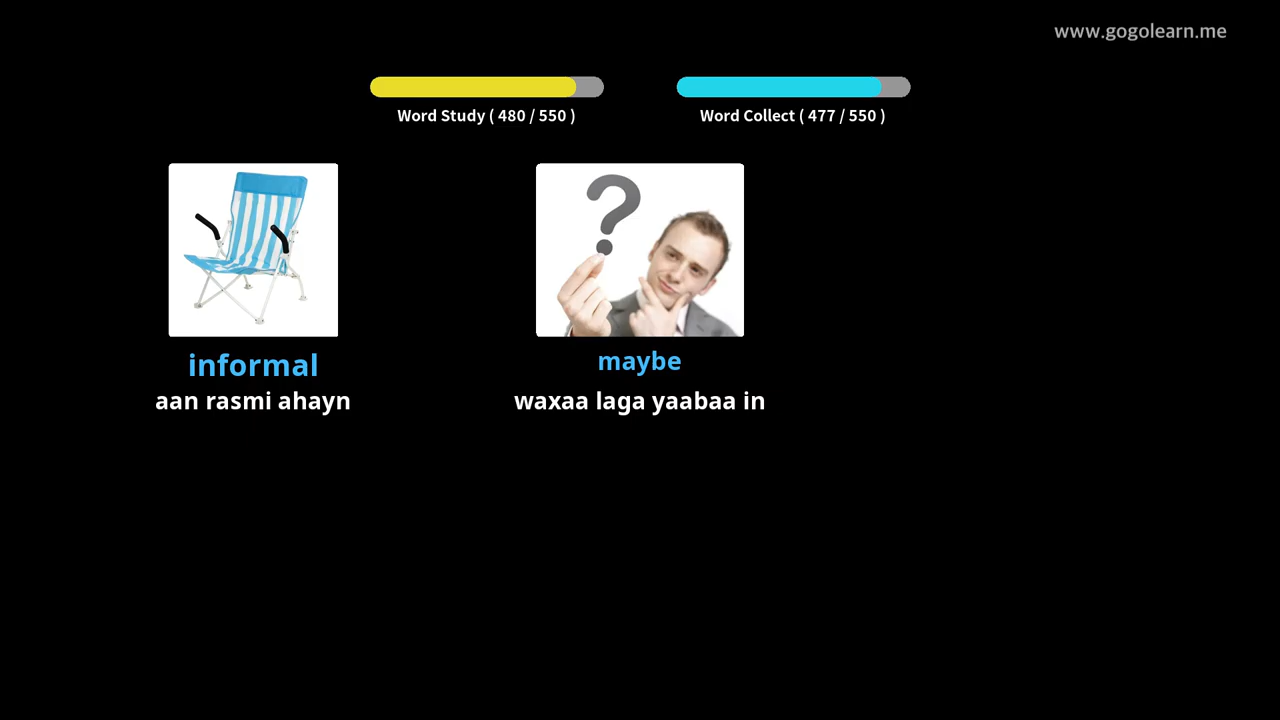 www.gogolearn.me
Word Study ( 480 / 550 )
Word Collect ( 477 / 550 )
informal
aan rasmi ahayn
maybe
waxaa laga yaabaa in